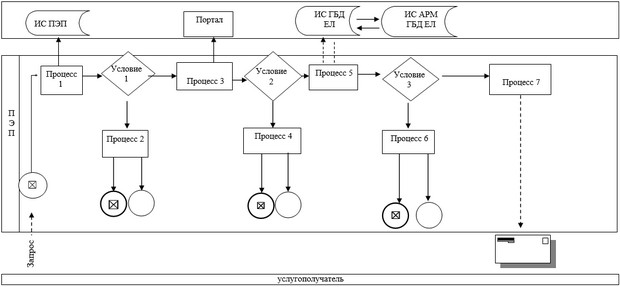 ИС ПЭП
Портал
ИС ГБД
ЕЛ
ИС АРМ
ГБД ЕЛ
П
Э
П
Процесс
1
Условие
1
Процесс 3
Условие
2
Процесс 5
Условие
3
Процесс 7
Процесс 2
Процесс 4
Процесс 6
Запрос
услугополучатель